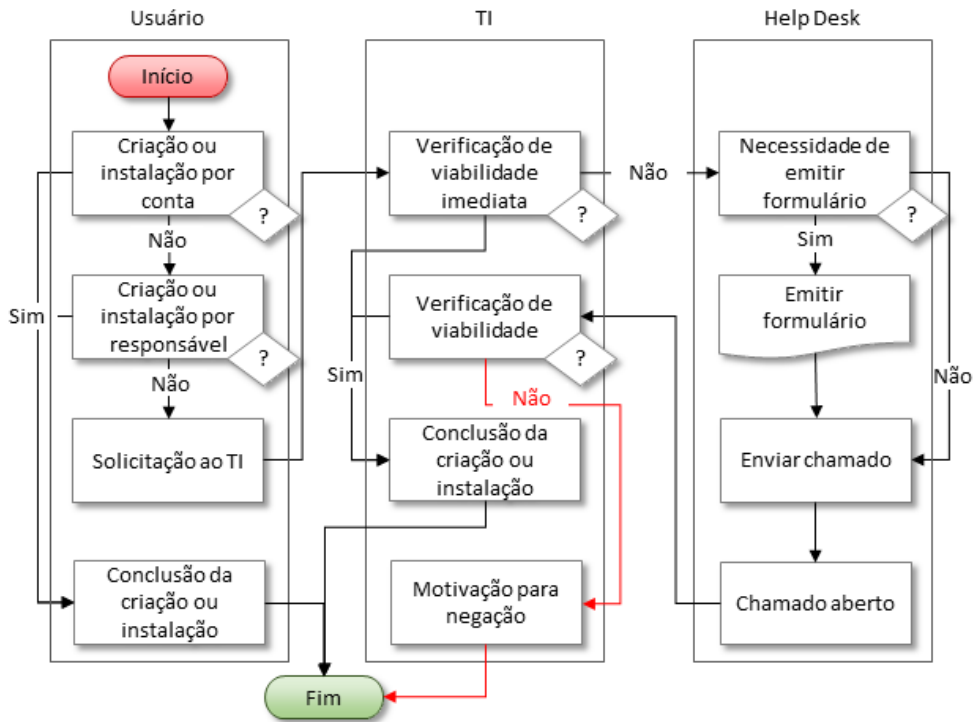 Usuário
TI
Help Desk
Início
Criação ou
instalação por
conta
?
Verificação de
viabilidade
imediata
?
Não
Necessidade de
emitir
formulário
?
Não
Sim
Criação ou
instalação por
responsável
?
Verificação de
viabilidade
?
Emitir
formulário
Sim
Sim
Não
Não
Não
Solicitação ao TI
Conclusão da
criação ou
instalação
Enviar chamado
Conclusão da
criação ou
instalação
Motivação para
negação
Chamado aberto
Fim